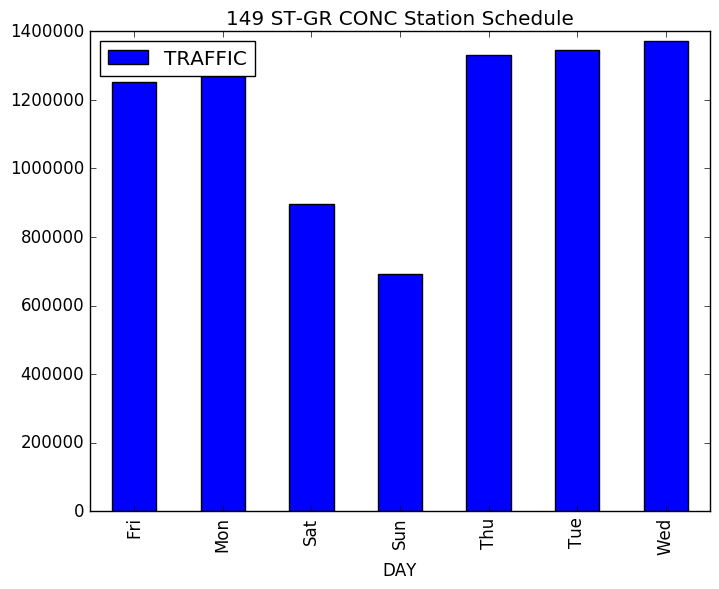 149 ST-GR CONC Station Schedule
TRAFFIC
1400000
1200000
1000000
800000
600000
400000
200000
0
Fri
Mon
Sat
Sun
Thu
Tue
Wed
DAY